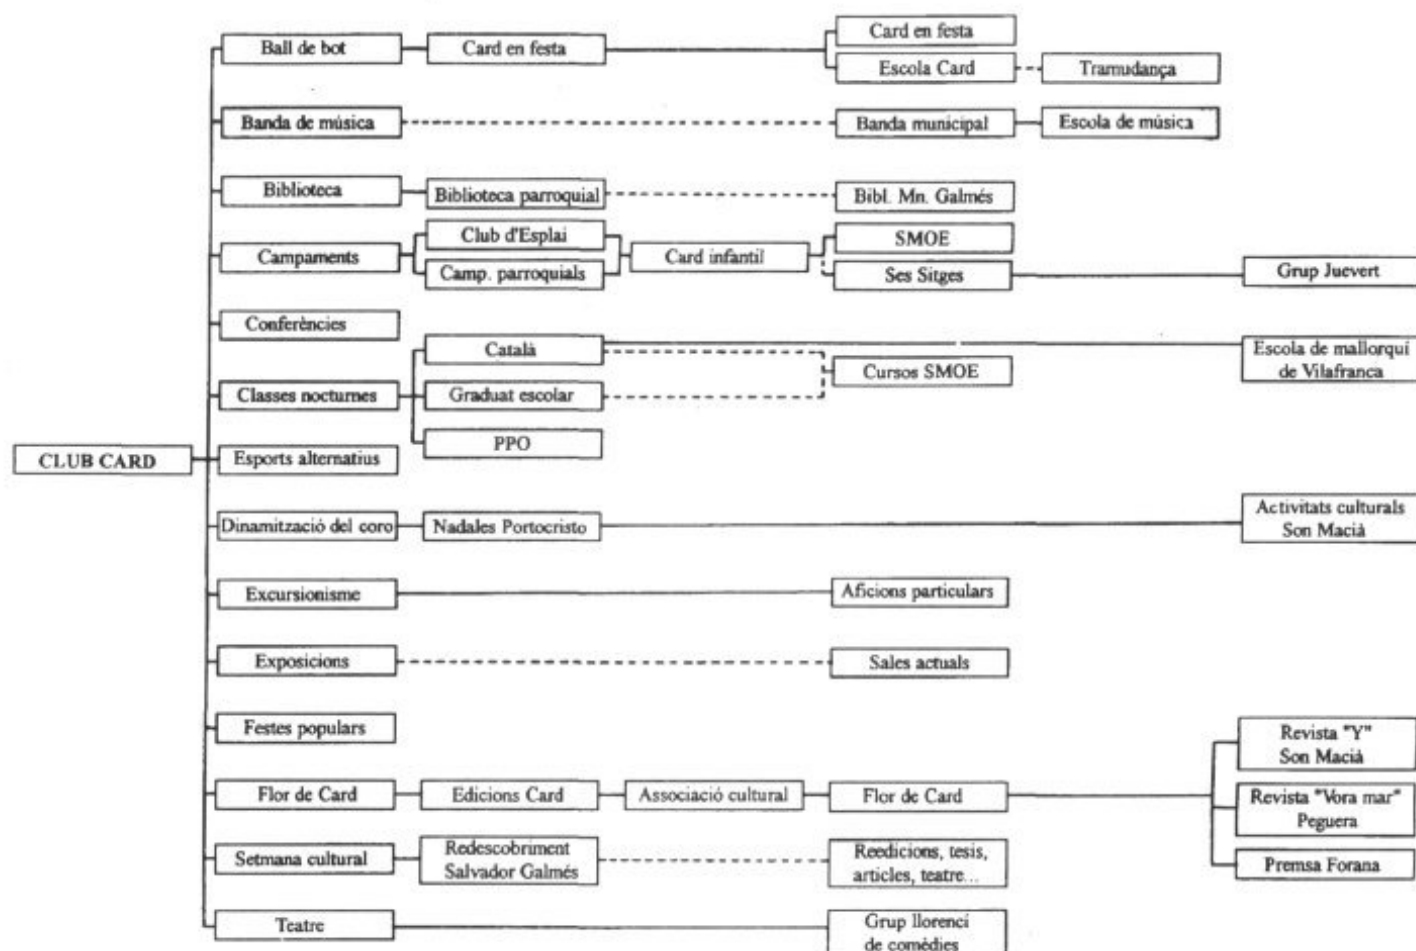 Card en festa
Ball de bot
Card en festa
Escola Card
Tramudança
Banda de música
Banda municipal
Escola de música
Biblioteca
Biblioteca parroquial
Bibl. Mn. Galmés
Club d'Esplai
SMOE
Campaments
Card infantil
Camp. parroquials
Ses Sitges
Grup Juevert
Conferències
Català
Escola de mallorquí
de Vilafranca
Cursos SMOE
Classes nocturnes
Graduat escolar
PPO
CLUB CARD
Esports alternatius
Dinamització del coro
Nadales Portocristo
Activitats culturals
Son Macià
Excursionisme
Aficions particulars
Exposicions
Sales actuals
Festes populars
Revista "Y"
Son Macià
Flor de Card
Edicions Card
Associació cultural
Flor de Card
Revista "Vora mar"
Peguera
Setmana cultural
Redescobriment
Salvador Galmés
Reedicions, tesis,
articles, teatre...
Premsa Forana
Teatre
Grup llorencí
de comèdies